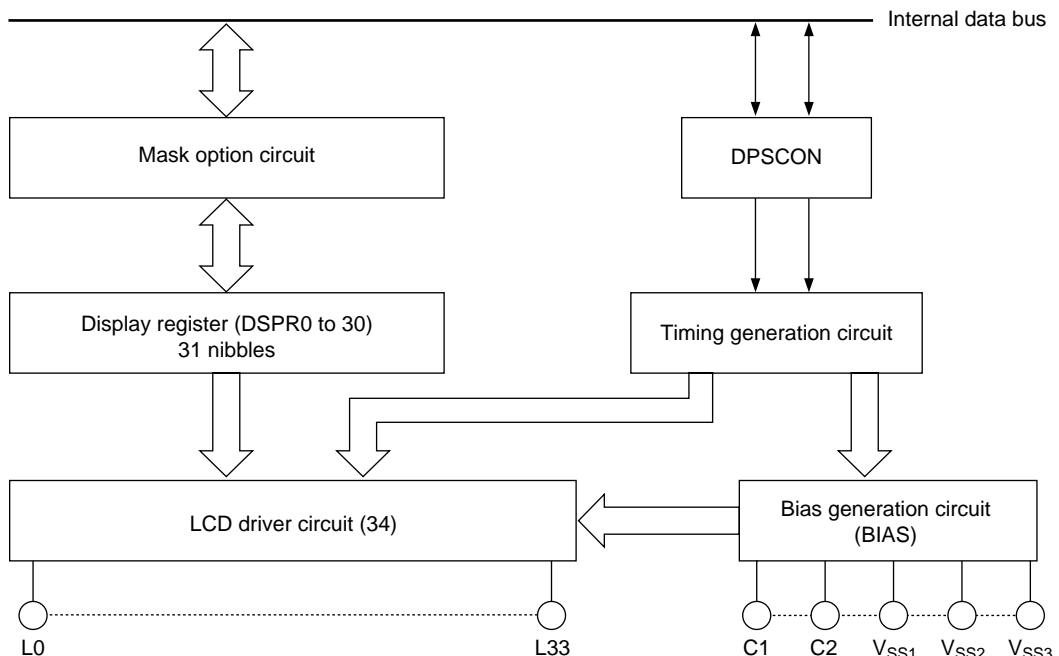 Internal data bus
Mask option circuit
DPSCON
Display register (DSPR0 to 30)
31 nibbles
Timing generation circuit
LCD driver circuit (34)
Bias generation circuit
(BIAS)
L0
L33
C1
C2
VSS1
VSS2
VSS3